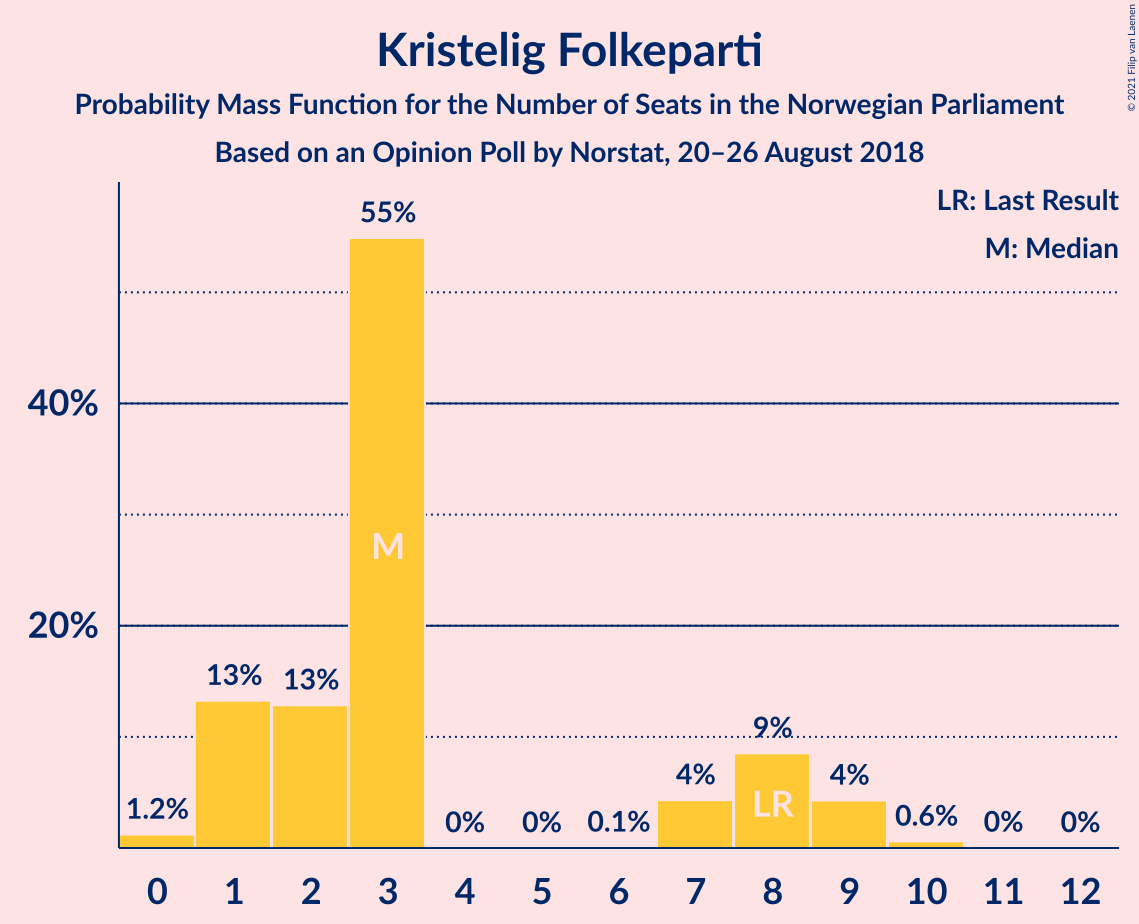 Kristelig Folkeparti
Probability Mass Function for the Number of Seats in the Norwegian Parliament
Based on an Opinion Poll by Norstat, 20–26 August 2018
© 2021 Filip van Laenen
LR: Last Result
M: Median
55%
40%
M
20%
13%
13%
9%
4%
4%
LR
1.2%
0%
0%
0.1%
0.6%
0%
0%
0 1 2 3 4 5 6 7 8 9 10 11 12